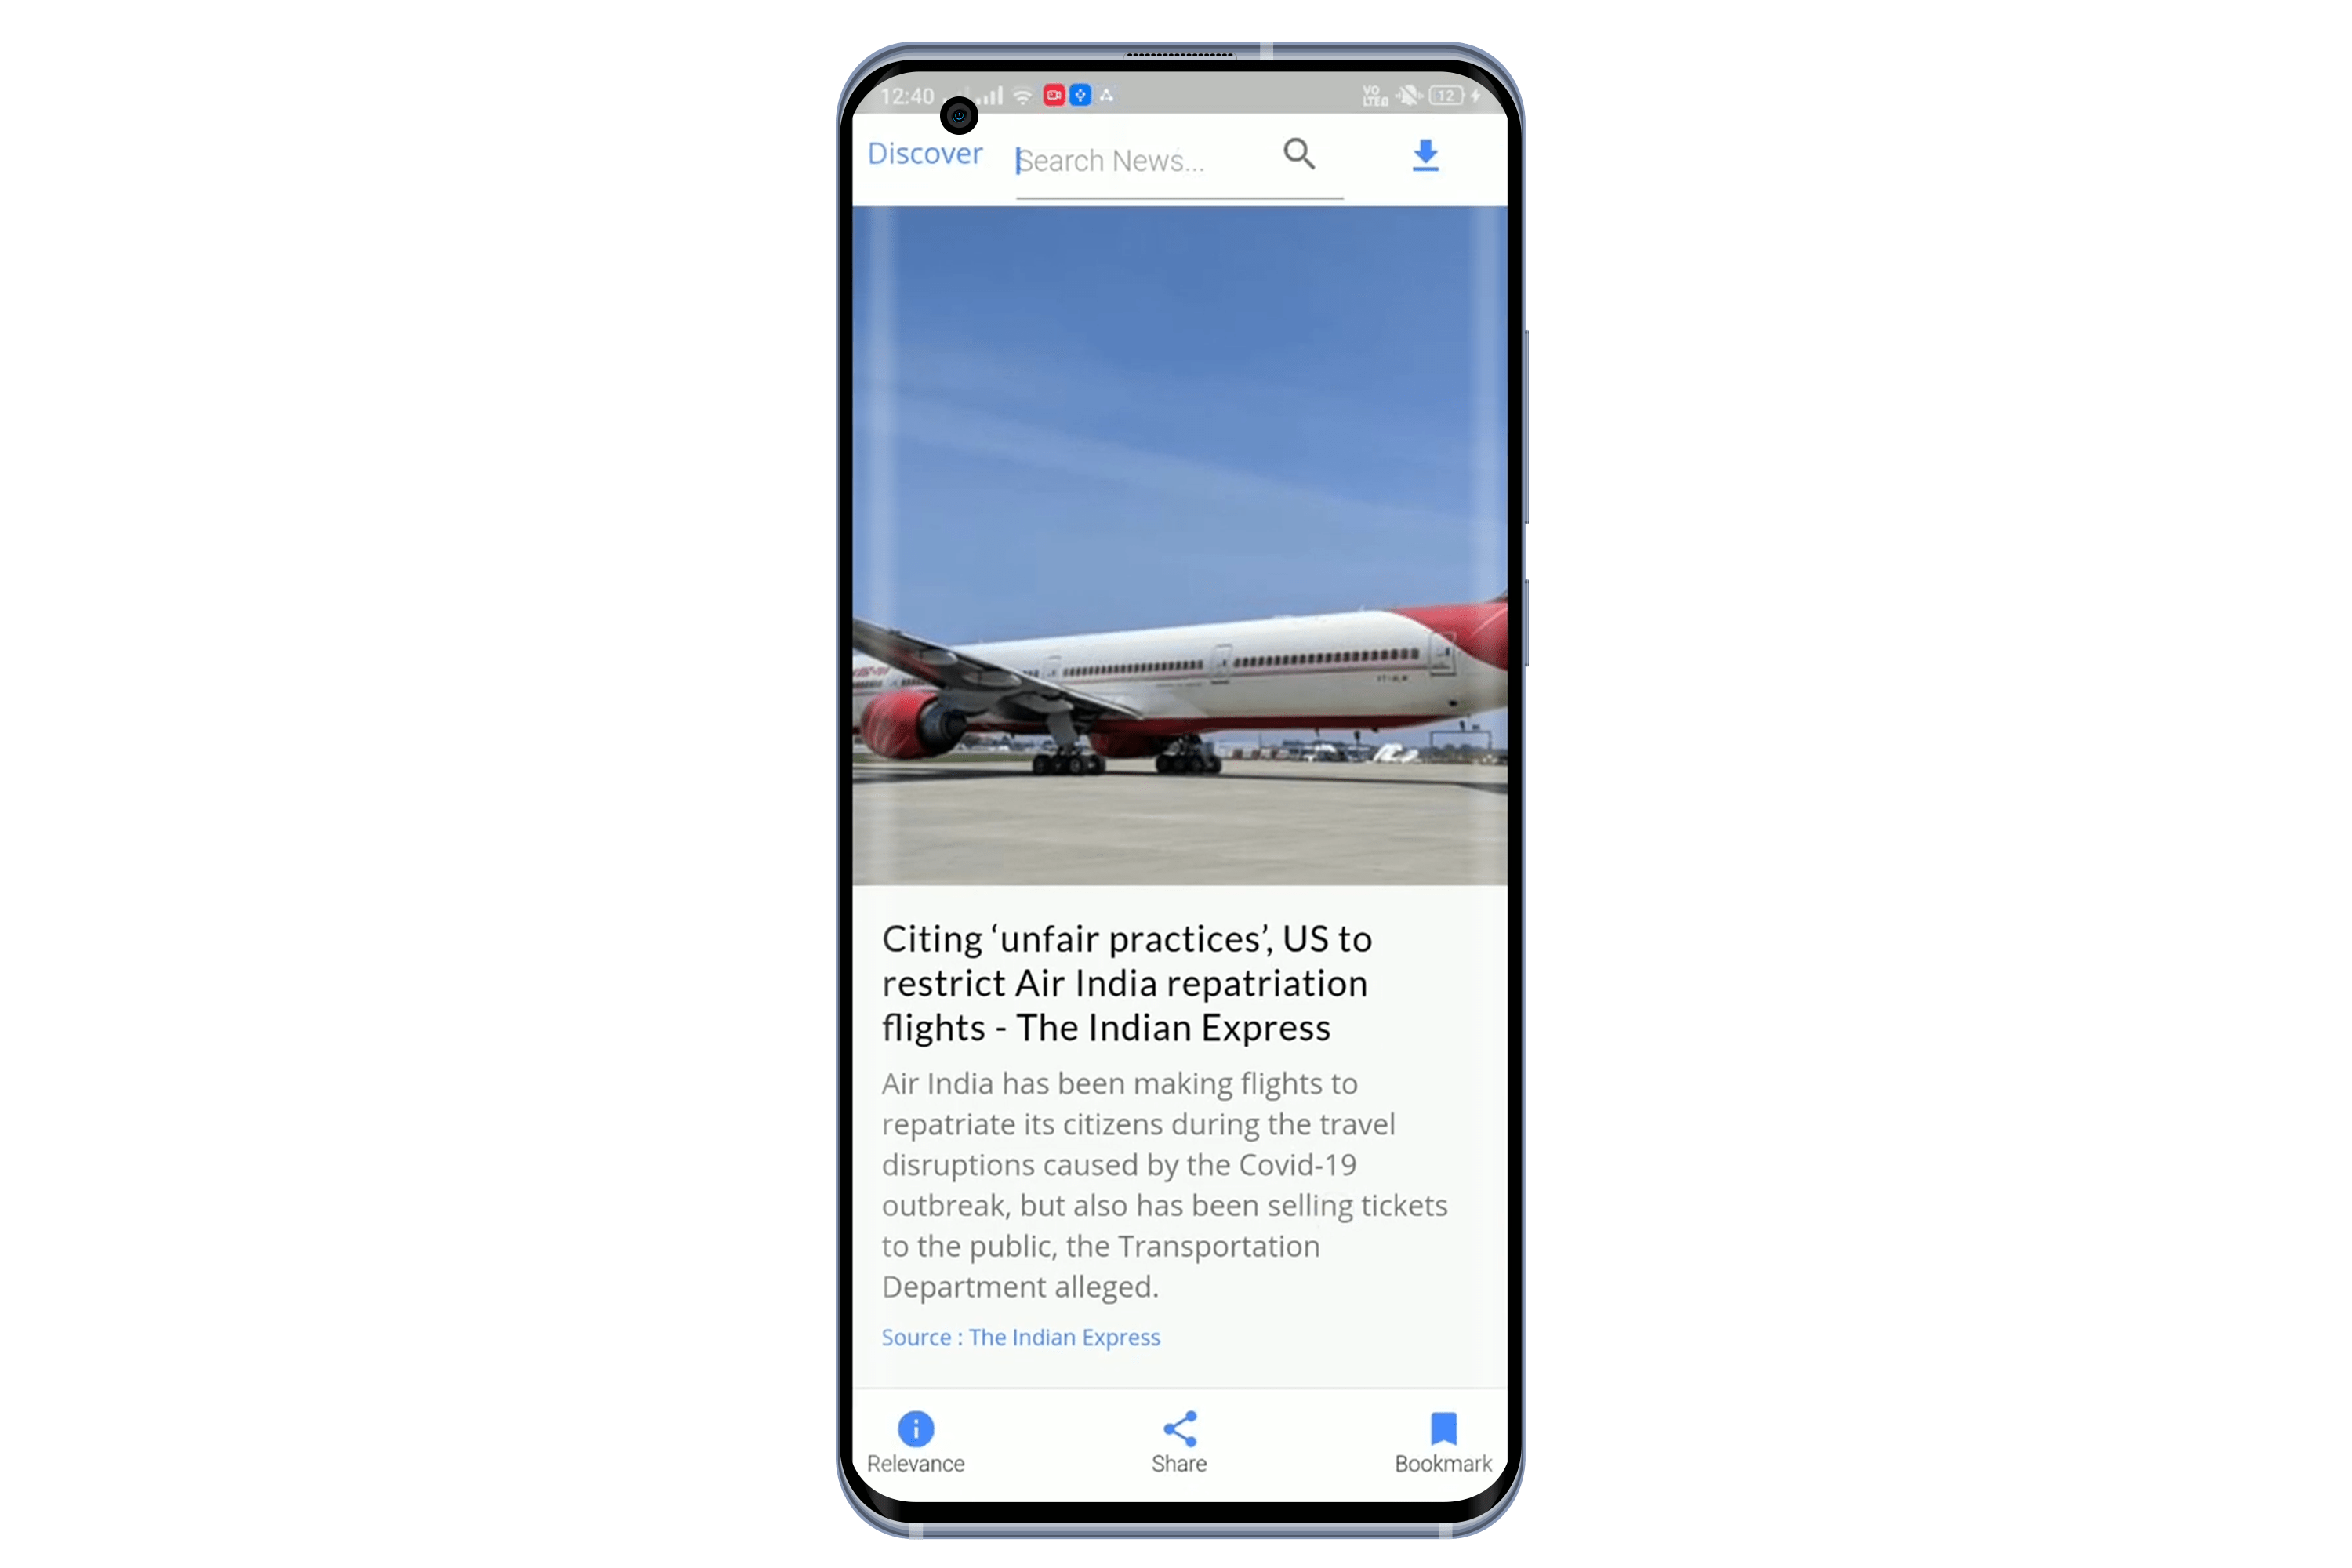 12:40
VO
LTE
12
Discover
Search News...
Citing ‘unfair practices’, US to
restrict Air India repatriation
flights - The Indian Express
Air India has been making flights to
repatriate its citizens during the travel
disruptions caused by the Covid-19
outbreak, but also has been selling tickets
to the public, the Transportation
Department alleged.
Source : The Indian Express
Relevance
Share
Bookmark